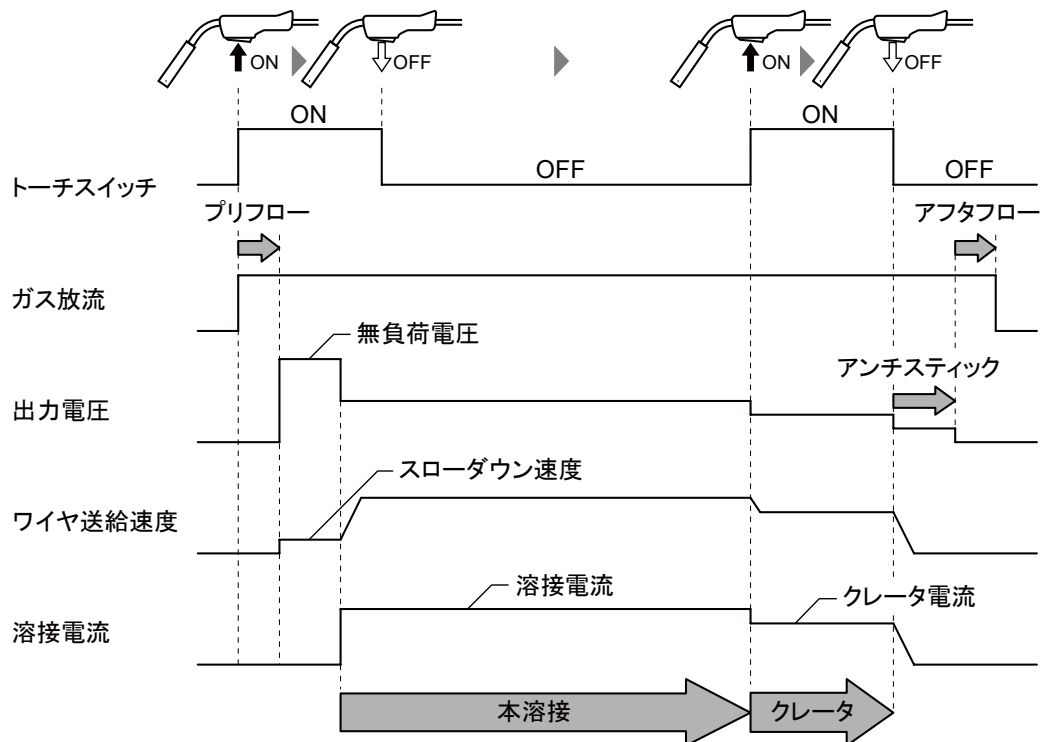 ON
OFF
ON
OFF
ON
ON
OFF
OFF
トーチスイッチ
プリフロー
アフタフロー
ガス放流
無負荷電圧
アンチスティック
出力電圧
スローダウン速度
ワイヤ送給速度
溶接電流
クレータ電流
溶接電流
本溶接
クレータ